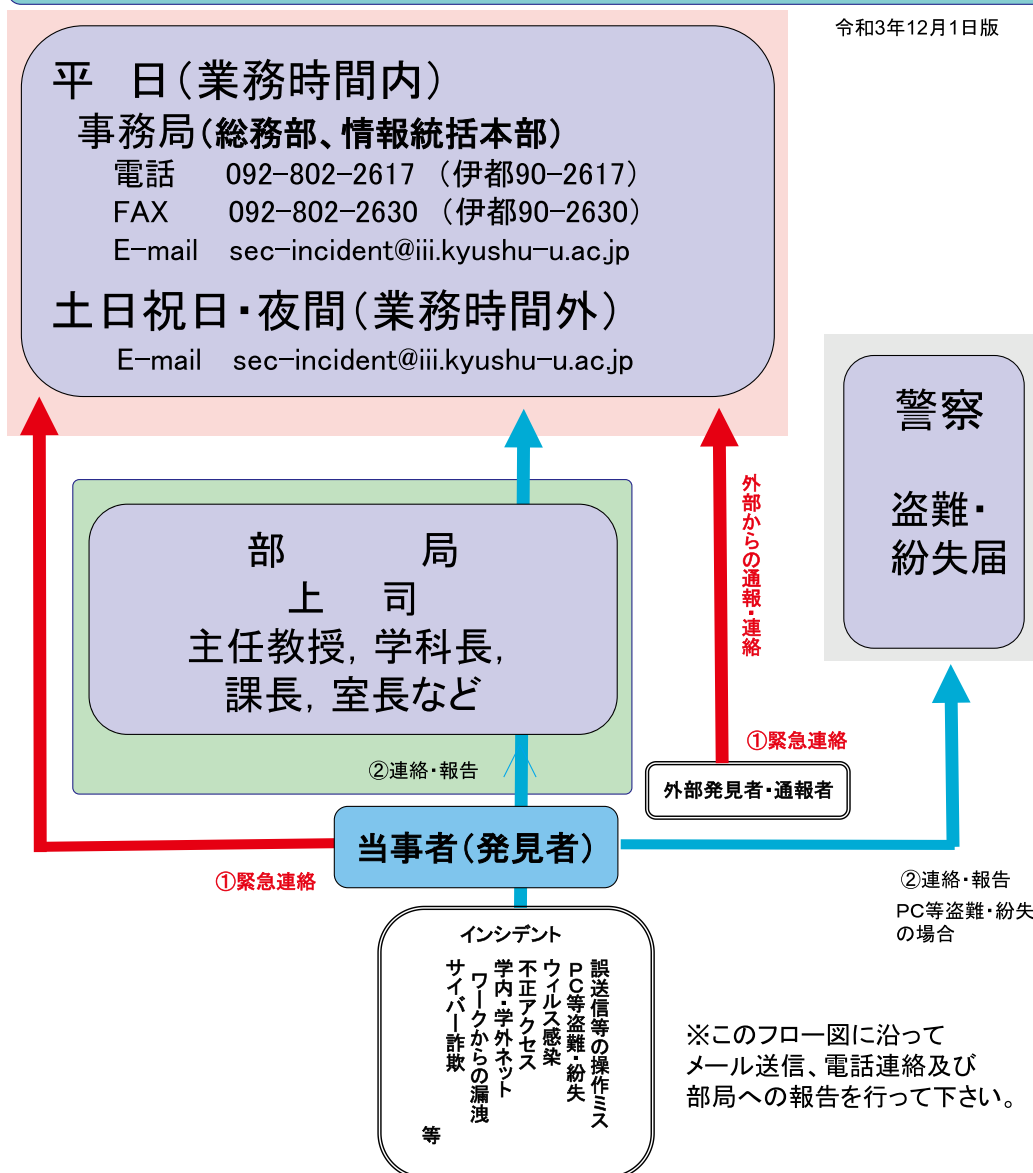 令和3年12月1日版
平　日(業務時間内)
事務局(総務部、情報統括本部)
電話　092-802-2617 （伊都90-2617）
FAX　092-802-2630 （伊都90-2630）
E-mail　sec-incident@iii.kyushu-u.ac.jp
土日祝日・夜間(業務時間外)
E-mail　sec-incident@iii.kyushu-u.ac.jp
警察
盗難・
紛失届
外部からの通報・連絡
部　局
上　司
主任教授, 学科長,
課長, 室長など
①緊急連絡
②連絡・報告
外部発見者・通報者
当事者(発見者)
①緊急連絡
②連絡・報告
PC等盗難・紛失
の場合
インシデント
誤送信等の操作ミス
PC等盗難・紛失
ウィルス感染
不正アクセス
学内・学外ネット
ワークからの漏洩
サイバー詐欺
等
※このフロー図に沿って
メール送信、電話連絡及び
部局への報告を行って下さい。